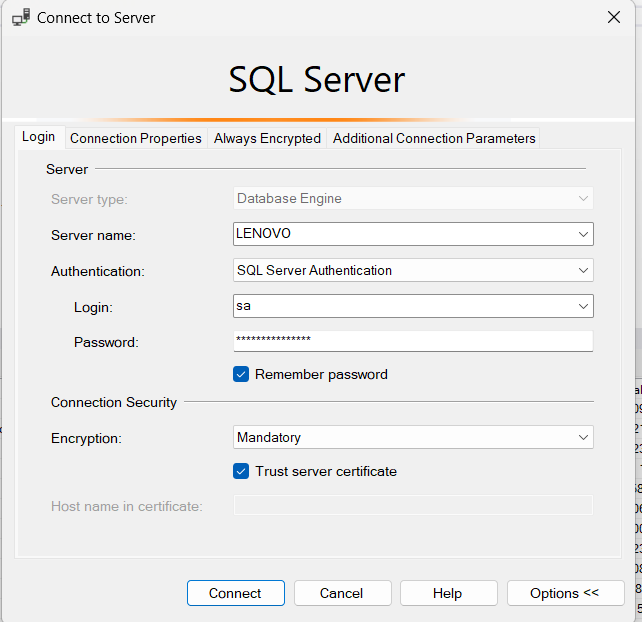 Connect to Server
SQL Server
Login Connection Properties Always Encrypted Additional Connection Parameters
Server
Server type: Database Engine
Server name: LENOVO
Authentication: SQL Server Authentication
Login: sa
Password: ***************
Remember password
Connection Security
Encryption: Mandatory
Trust server certificate
Host name in certificate:
Connect Cancel Help Options <<